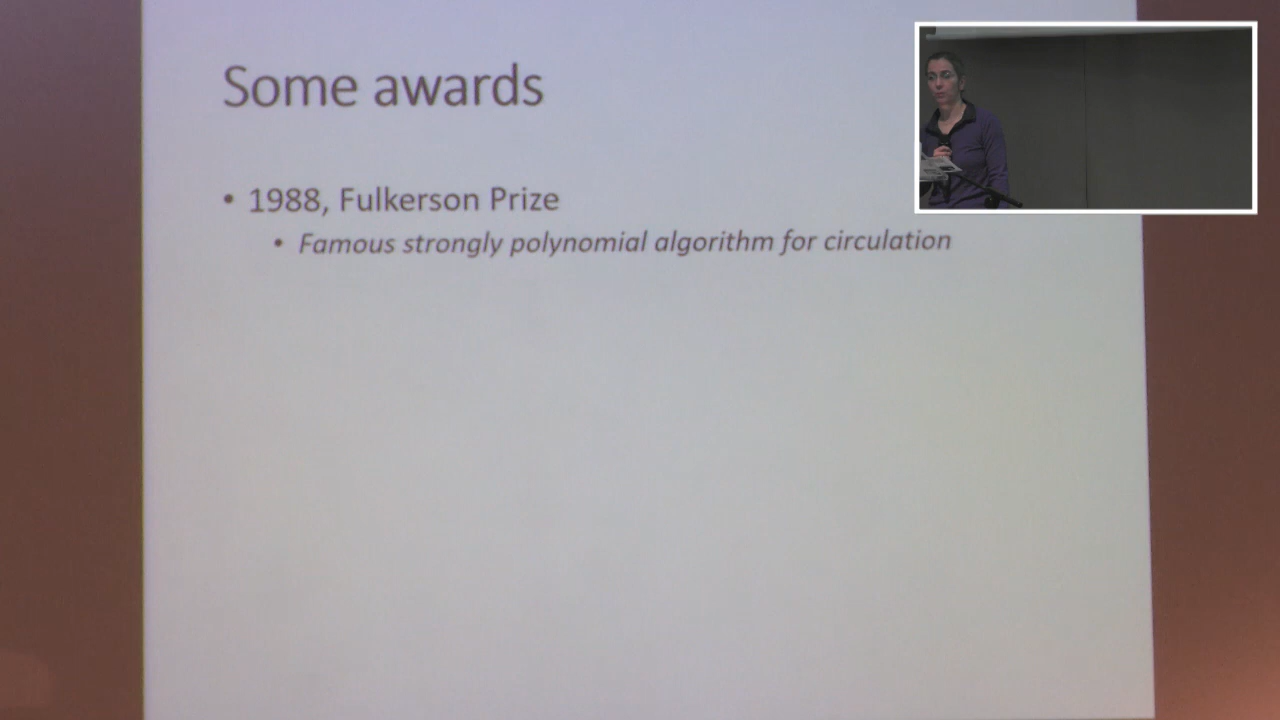 Some awards
• 1988, Fulkerson Prize
• Famous strongly polynomial algorithm for circulation